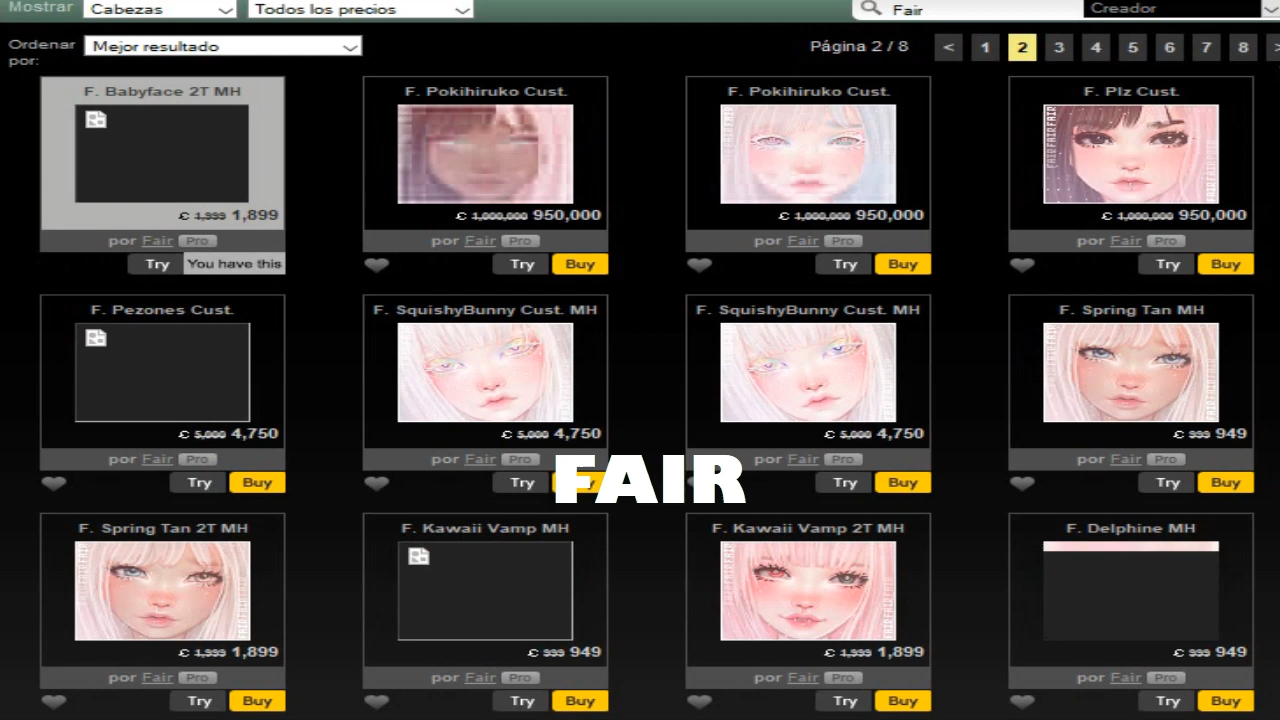 Mostrar Cabezas Todos los precios Fair Creador
Ordenar por: Mejor resultado Página 2 / 8 < 1 2 3 4 5 6 7 8 >
F. Babyface 2T MH
1,999 1,899
por Fair Pro
Try You have this
F. Pokihiruko Cust.
1,000,000 950,000
por Fair Pro
Try Buy
F. Pokihiruko Cust.
1,000,000 950,000
por Fair Pro
Try Buy
F. Plz Cust.
FAIRFAIRFAIR
1,000,000 950,000
por Fair Pro
Try Buy
F. Pezones Cust.
5,000 4,750
por Fair Pro
Try Buy
F. SquishyBunny Cust. MH
5,000 4,750
por Fair Pro
Try Buy
F. SquishyBunny Cust. MH
5,000 4,750
por Fair Pro
Try Buy
F. Spring Tan MH
999 949
por Fair Pro
Try Buy
FAIR
F. Spring Tan 2T MH
1,999 1,899
por Fair Pro
Try Buy
F. Kawaii Vamp MH
999 949
por Fair Pro
Try Buy
F. Kawaii Vamp 2T MH
1,999 1,899
por Fair Pro
Try Buy
F. Delphine MH
999 949
por Fair Pro
Try Buy